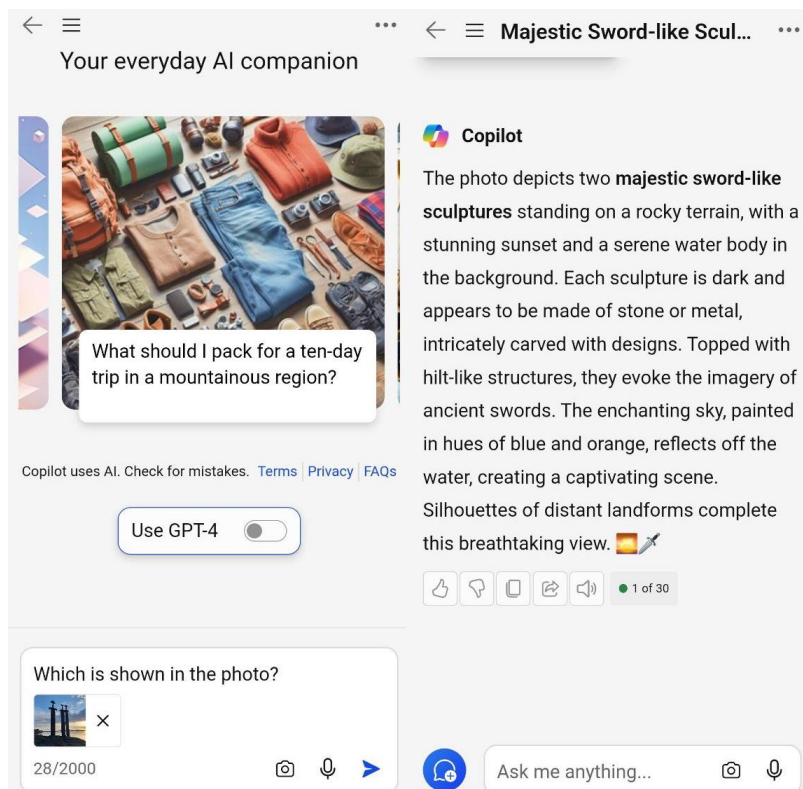 Your everyday AI companion
What should I pack for a ten-day
trip in a mountainous region?
Copilot uses AI. Check for mistakes. Terms Privacy FAQs
Use GPT-4
Which is shown in the photo?
28/2000
Majestic Sword-like Scul...
Copilot
The photo depicts two majestic sword-like
sculptures standing on a rocky terrain, with a
stunning sunset and a serene water body in
the background. Each sculpture is dark and
appears to be made of stone or metal,
intricately carved with designs. Topped with
hilt-like structures, they evoke the imagery of
ancient swords. The enchanting sky, painted
in hues of blue and orange, reflects off the
water, creating a captivating scene.
Silhouettes of distant landforms complete
this breathtaking view. 🌅🗡️
1 of 30
Ask me anything...